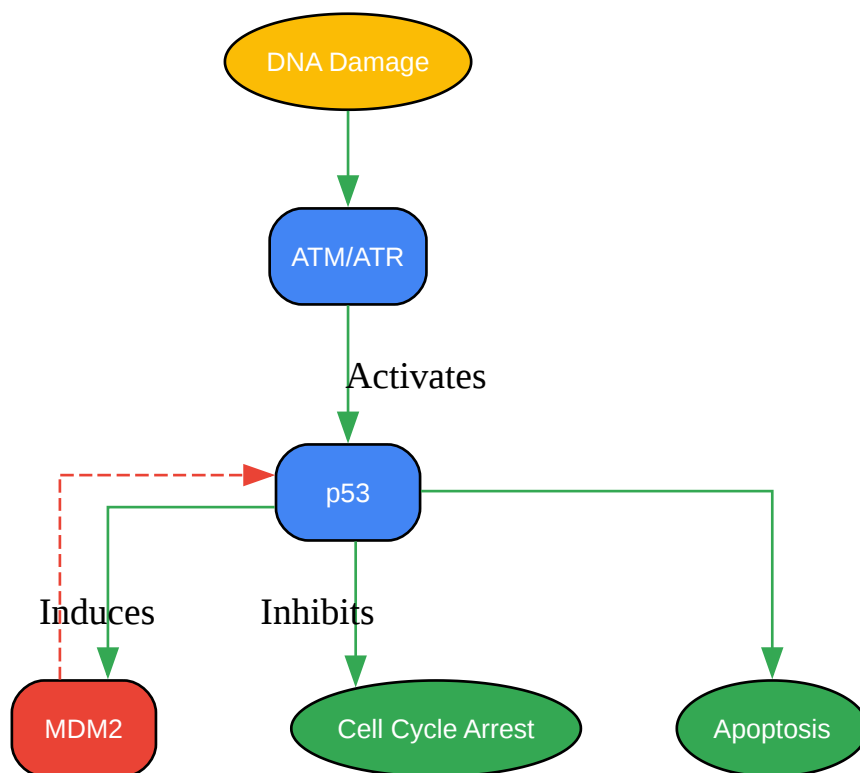 DNA Damage
ATM/ATR
Activates
p53
Induces
Inhibits
MDM2
Cell Cycle Arrest
Apoptosis